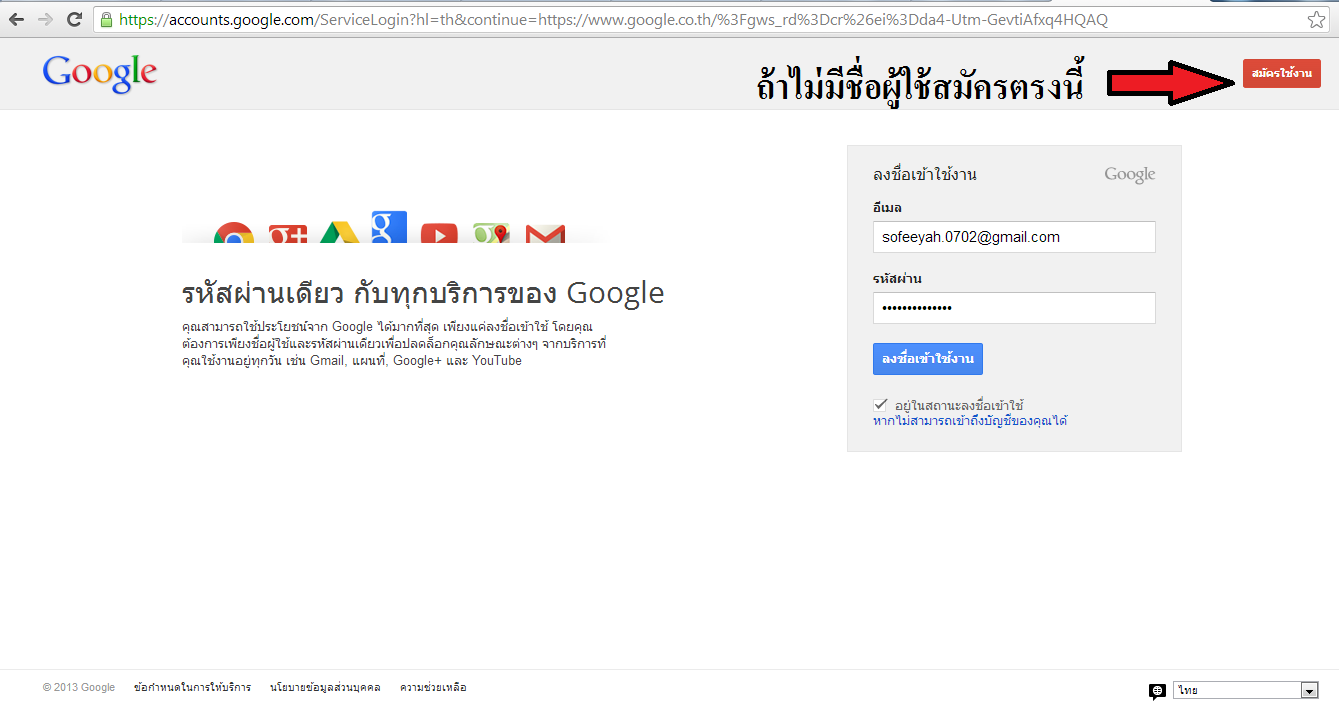 https://accounts.google.com/ServiceLogin?hl=th&continue=https://www.google.co.th/%3Fgws_rd%3Dcr%26ei%3Dda4-Utm-GevtiAfxq4HQAQ
Google
ถ้าไม่มีชื่อผู้ใช้สมัครตรงนี้
สมัครใช้งาน
ลงชื่อเข้าใช้งาน
Google
อีเมล
sofeeyah.0702@gmail.com
รหัสผ่าน
••••••••••••••
ลงชื่อเข้าใช้งาน
อยู่ในสถานะลงชื่อเข้าใช้
หากไม่สามารถเข้าถึงบัญชีของคุณได้
รหัสผ่านเดียว กับทุกบริการของ Google
คุณสามารถใช้ประโยชน์จาก Google ได้มากที่สุด เพียงแค่ลงชื่อเข้าใช้ โดยคุณ
ต้องการเพียงชื่อผู้ใช้และรหัสผ่านเดียวเพื่อปลดล็อกคุณลักษณะต่างๆ จากบริการที่
คุณใช้งานอยู่ทุกวัน เช่น Gmail, แผนที่, Google+ และ YouTube
© 2013 Google ข้อกำหนดในการให้บริการ นโยบายข้อมูลส่วนบุคคล ความช่วยเหลือ
ไทย